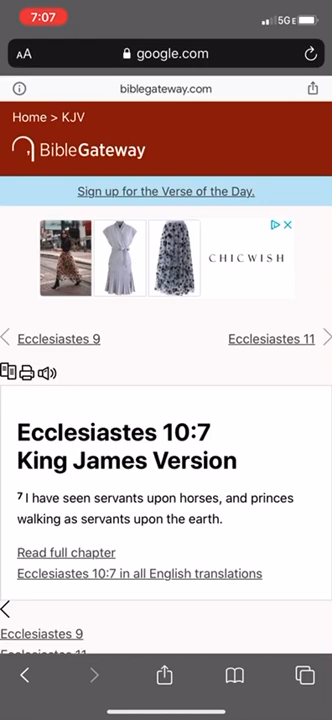 7:07
5GE
AA
google.com
biblegateway.com
Home > KJV
BibleGateway
Sign up for the Verse of the Day.
CHICWISH
Ecclesiastes 9
Ecclesiastes 11
Ecclesiastes 10:7
King James Version
7 I have seen servants upon horses, and princes
walking as servants upon the earth.
Read full chapter
Ecclesiastes 10:7 in all English translations
Ecclesiastes 9
Ecclesiastes 11